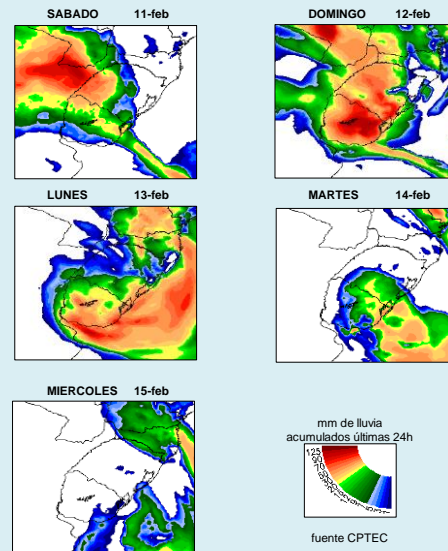 SABADO 11-feb
DOMINGO 12-feb
LUNES 13-feb
MARTES 14-feb
MIERCOLES 15-feb
mm de lluvia
acumulados últimas 24h
125
fuente CPTEC